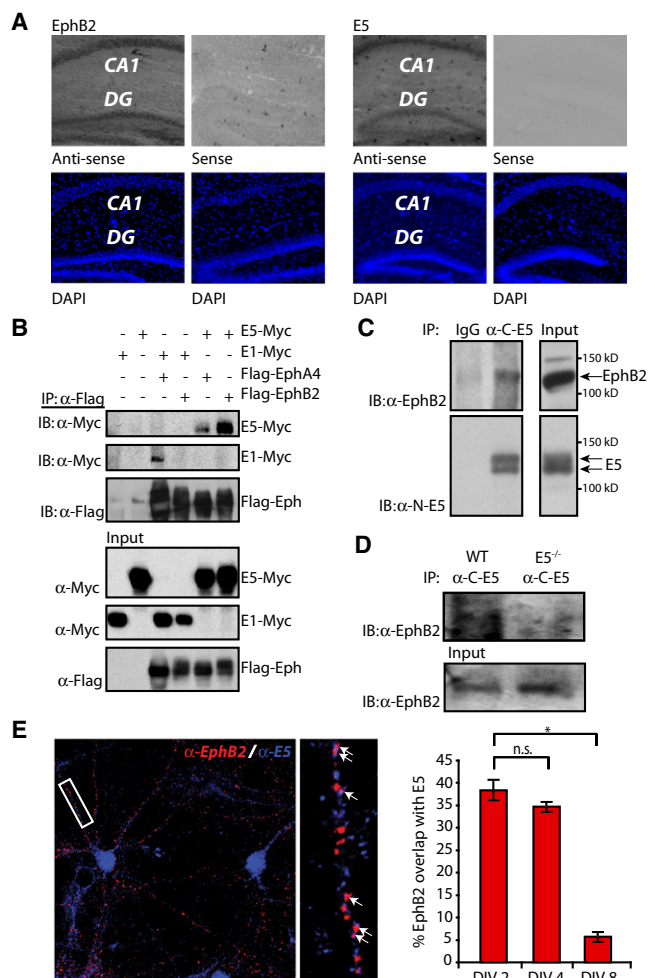 A
EphB2
E5
CA1
DG
CA1
DG
Anti-sense
Sense
Anti-sense
Sense
CA1
DG
CA1
DG
DAPI
DAPI
DAPI
DAPI
B
- + - - + + E5-Myc
+ - + + - - E1-Myc
- - + - + - Flag-EphA4
- - - + - + Flag-EphB2
IP: α-Flag
IB: α-Myc
E5-Myc
IB: α-Myc
E1-Myc
IB: α-Flag
Flag-Eph
Input
α-Myc
E5-Myc
α-Myc
E1-Myc
α-Flag
Flag-Eph
C
IP: IgG α-C-E5 Input
150 kD
EphB2
100 kD
IB:α-EphB2
150 kD
E5
100 kD
IB:α-N-E5
D
WT E5-/-
IP: α-C-E5 α-C-E5
IB:α-EphB2
Input
IB:α-EphB2
E
α-EphB2/α-E5
*
n.s.
% EphB2 overlap with E5
45
40
35
30
25
20
15
10
5
0
DIV 2 DIV 4 DIV 8